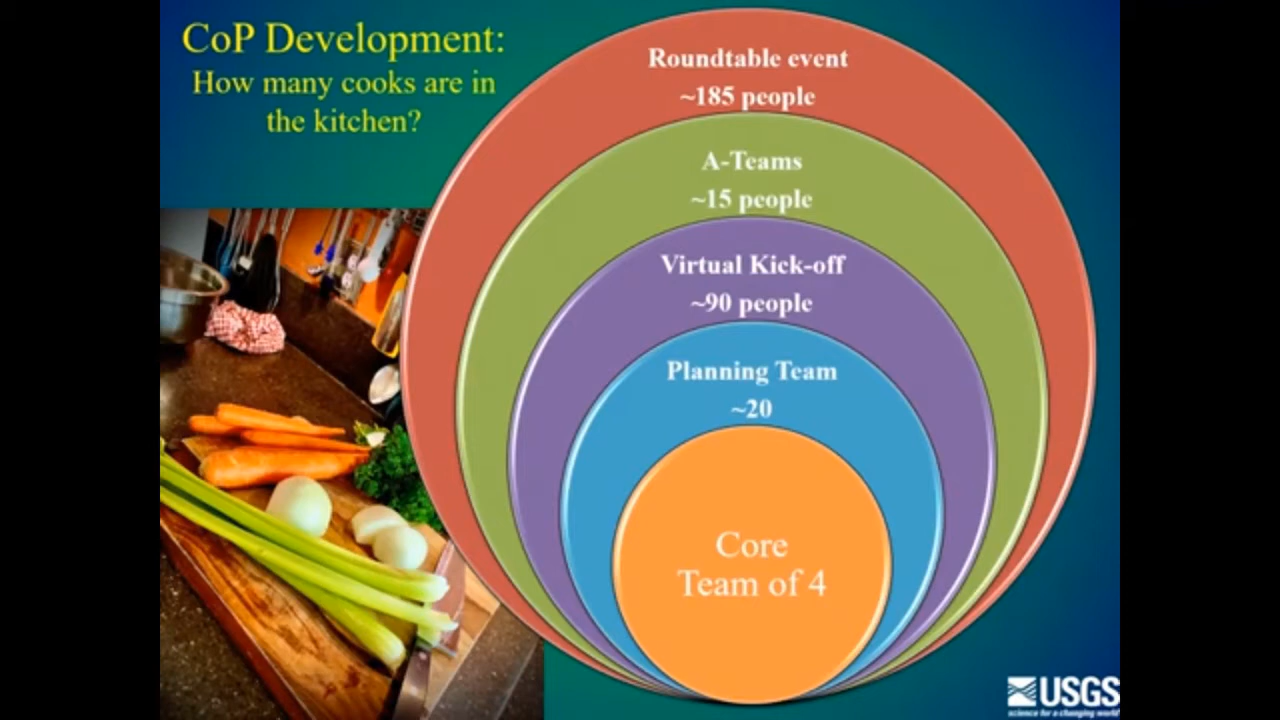 CoP Development:
How many cooks are in
the kitchen?
Roundtable event
~185 people
A-Teams
~15 people
Virtual Kick-off
~90 people
Planning Team
~20
Core
Team of 4
USGS
science for a changing world